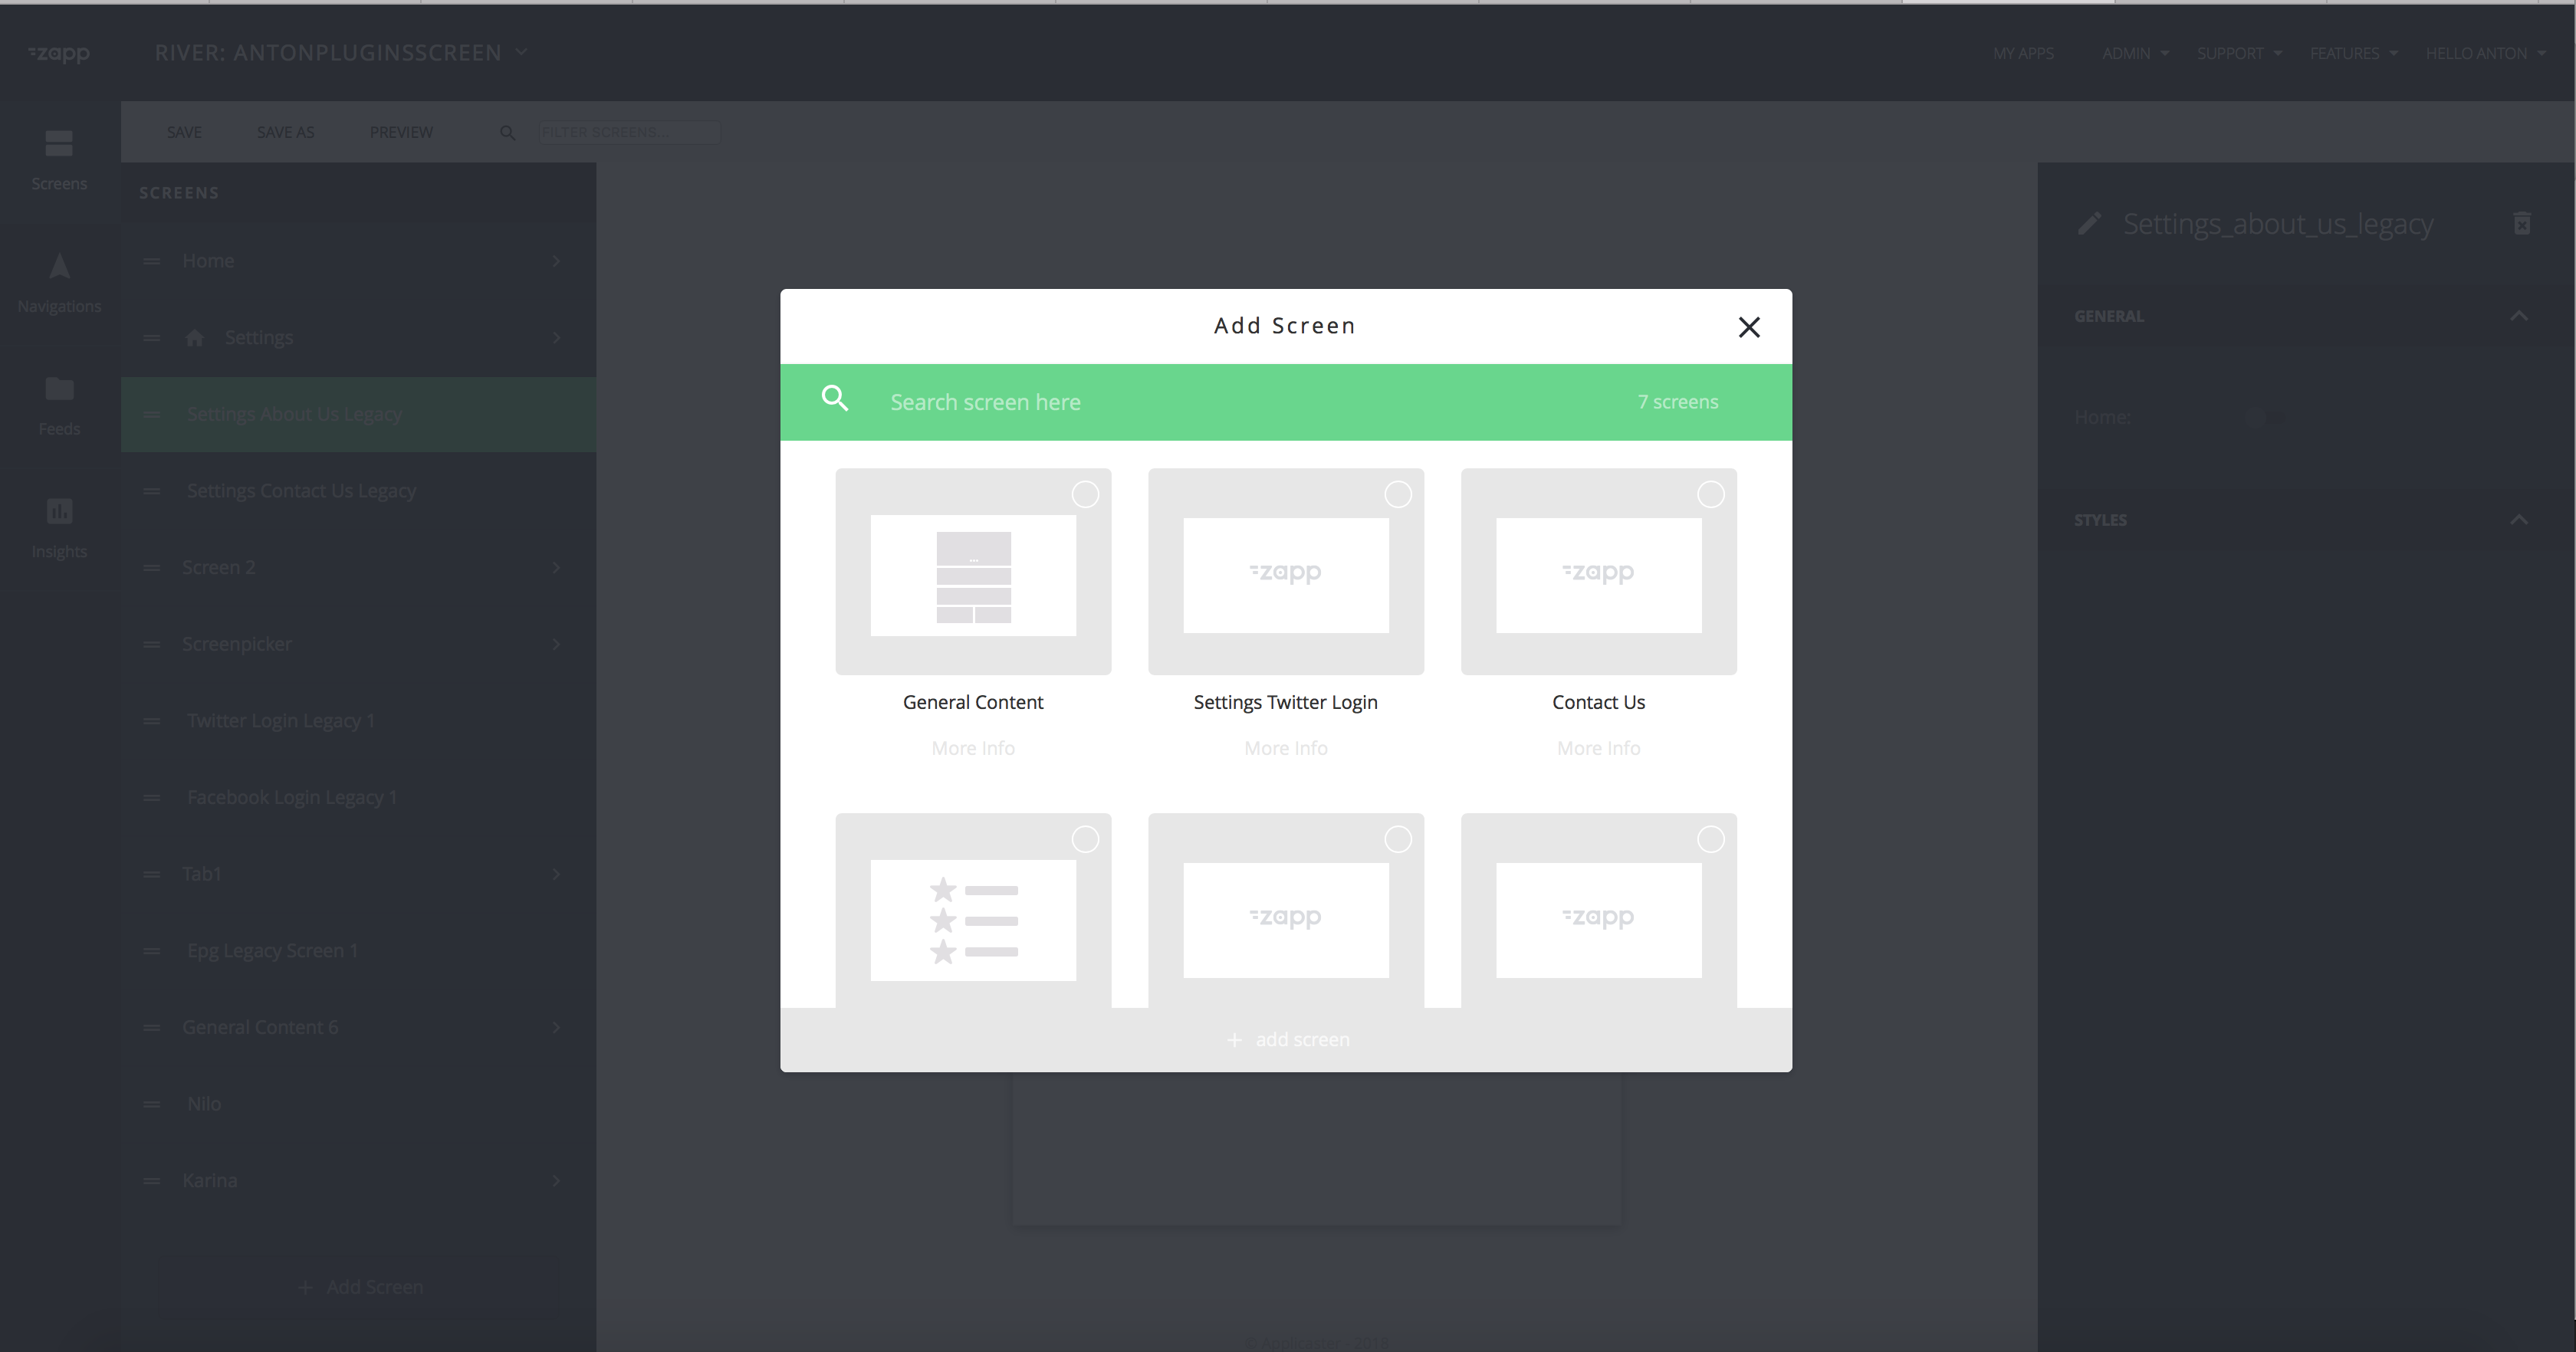 zapp
RIVER: ANTONPLUGINSSCREEN
MY APPS
ADMIN
SUPPORT
FEATURES
HELLO ANTON
SAVE
SAVE AS
PREVIEW
FILTER SCREENS...
Screens
Navigations
Feeds
Insights
SCREENS
Home
Settings
Settings About Us Legacy
Settings Contact Us Legacy
Screen 2
Screenpicker
Twitter Login Legacy 1
Facebook Login Legacy 1
Tab1
Epg Legacy Screen 1
General Content 6
Nilo
Karina
+ Add Screen
Add Screen
Search screen here
7 screens
zapp
zapp
General Content
Settings Twitter Login
Contact Us
More Info
More Info
More Info
zapp
zapp
+ add screen
Settings_about_us_legacy
GENERAL
Home:
STYLES